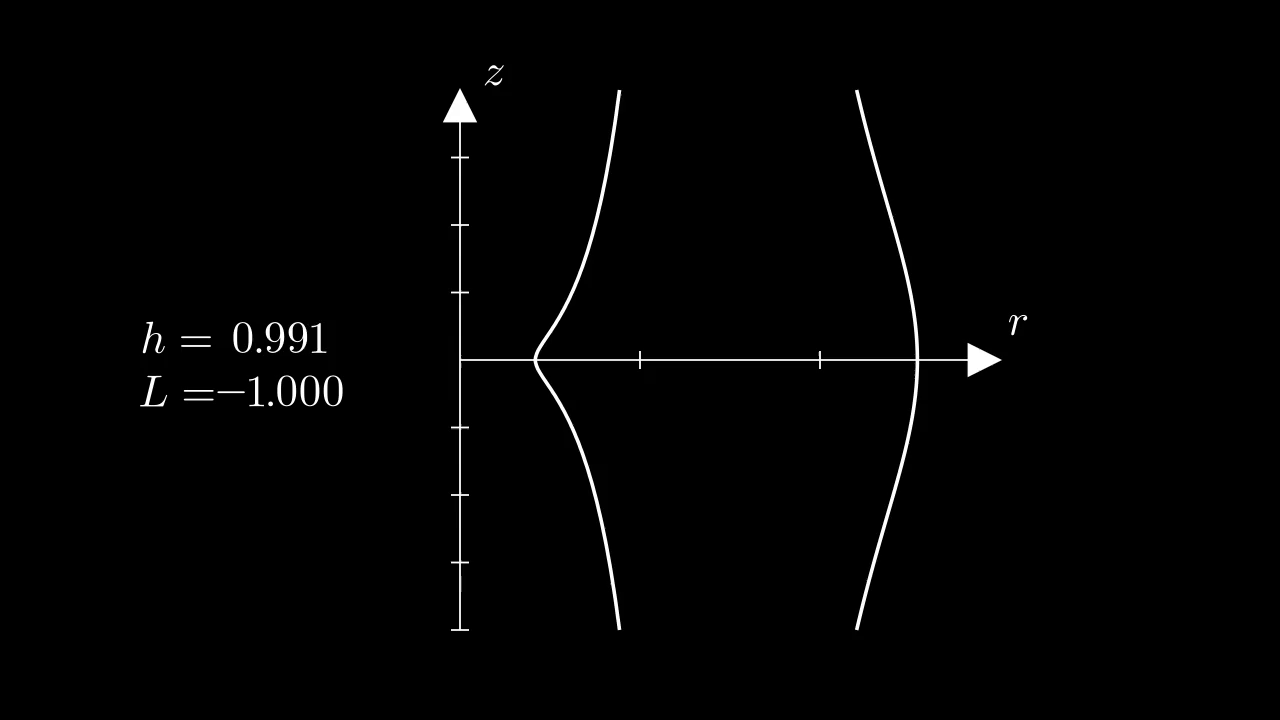 z
r
h = 0.991
L =−1.000